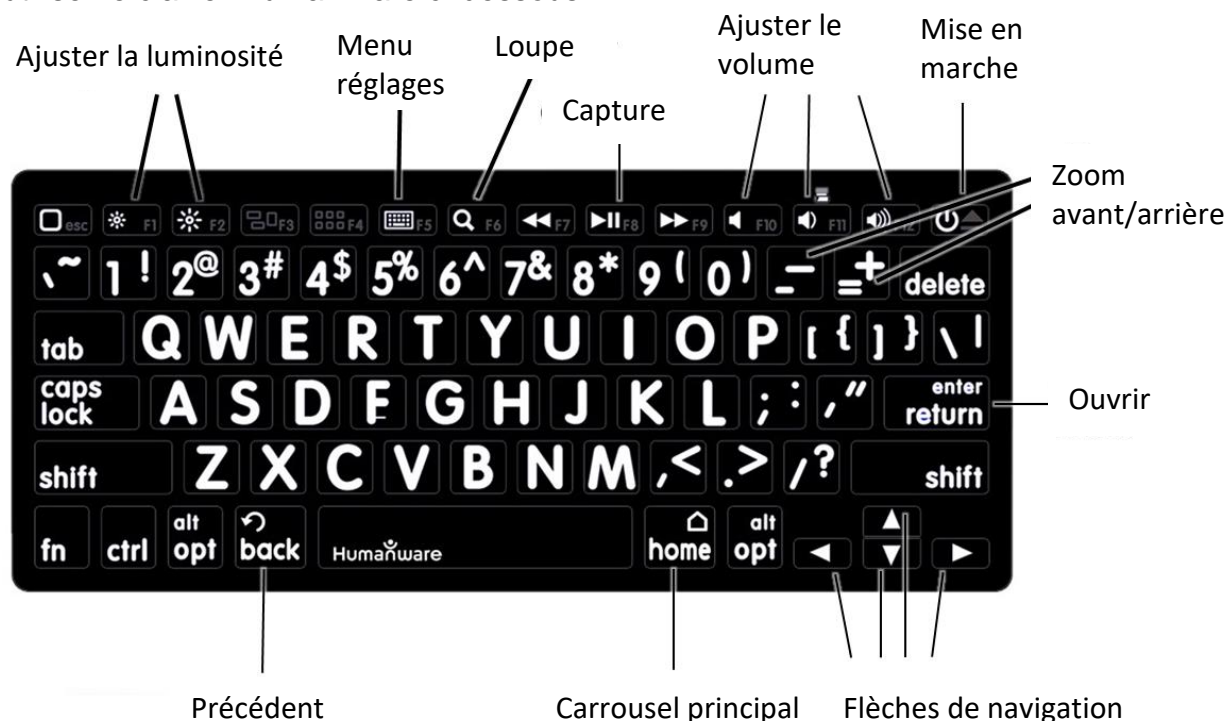 Ajuster la luminosité
Menu
réglages
Loupe
Capture
Ajuster le
volume
Mise en
marche
Zoom
avant/arrière
esc F1 F2 F3 F4 F5 F6 F7 F8 F9 F10 F11 F12
` ~ 1 ! 2 @ 3 # 4 $ 5 % 6 ^ 7 & 8 * 9 ( 0 ) - _ = + delete
tab Q W E R T Y U I O P [ { ] } \ |
caps lock A S D F G H J K L ; : , " enter return
Ouvrir
shift Z X C V B N M , < . > / ? shift
fn ctrl alt opt back Humanware home alt opt
Précédent
Carrousel principal
Flèches de navigation